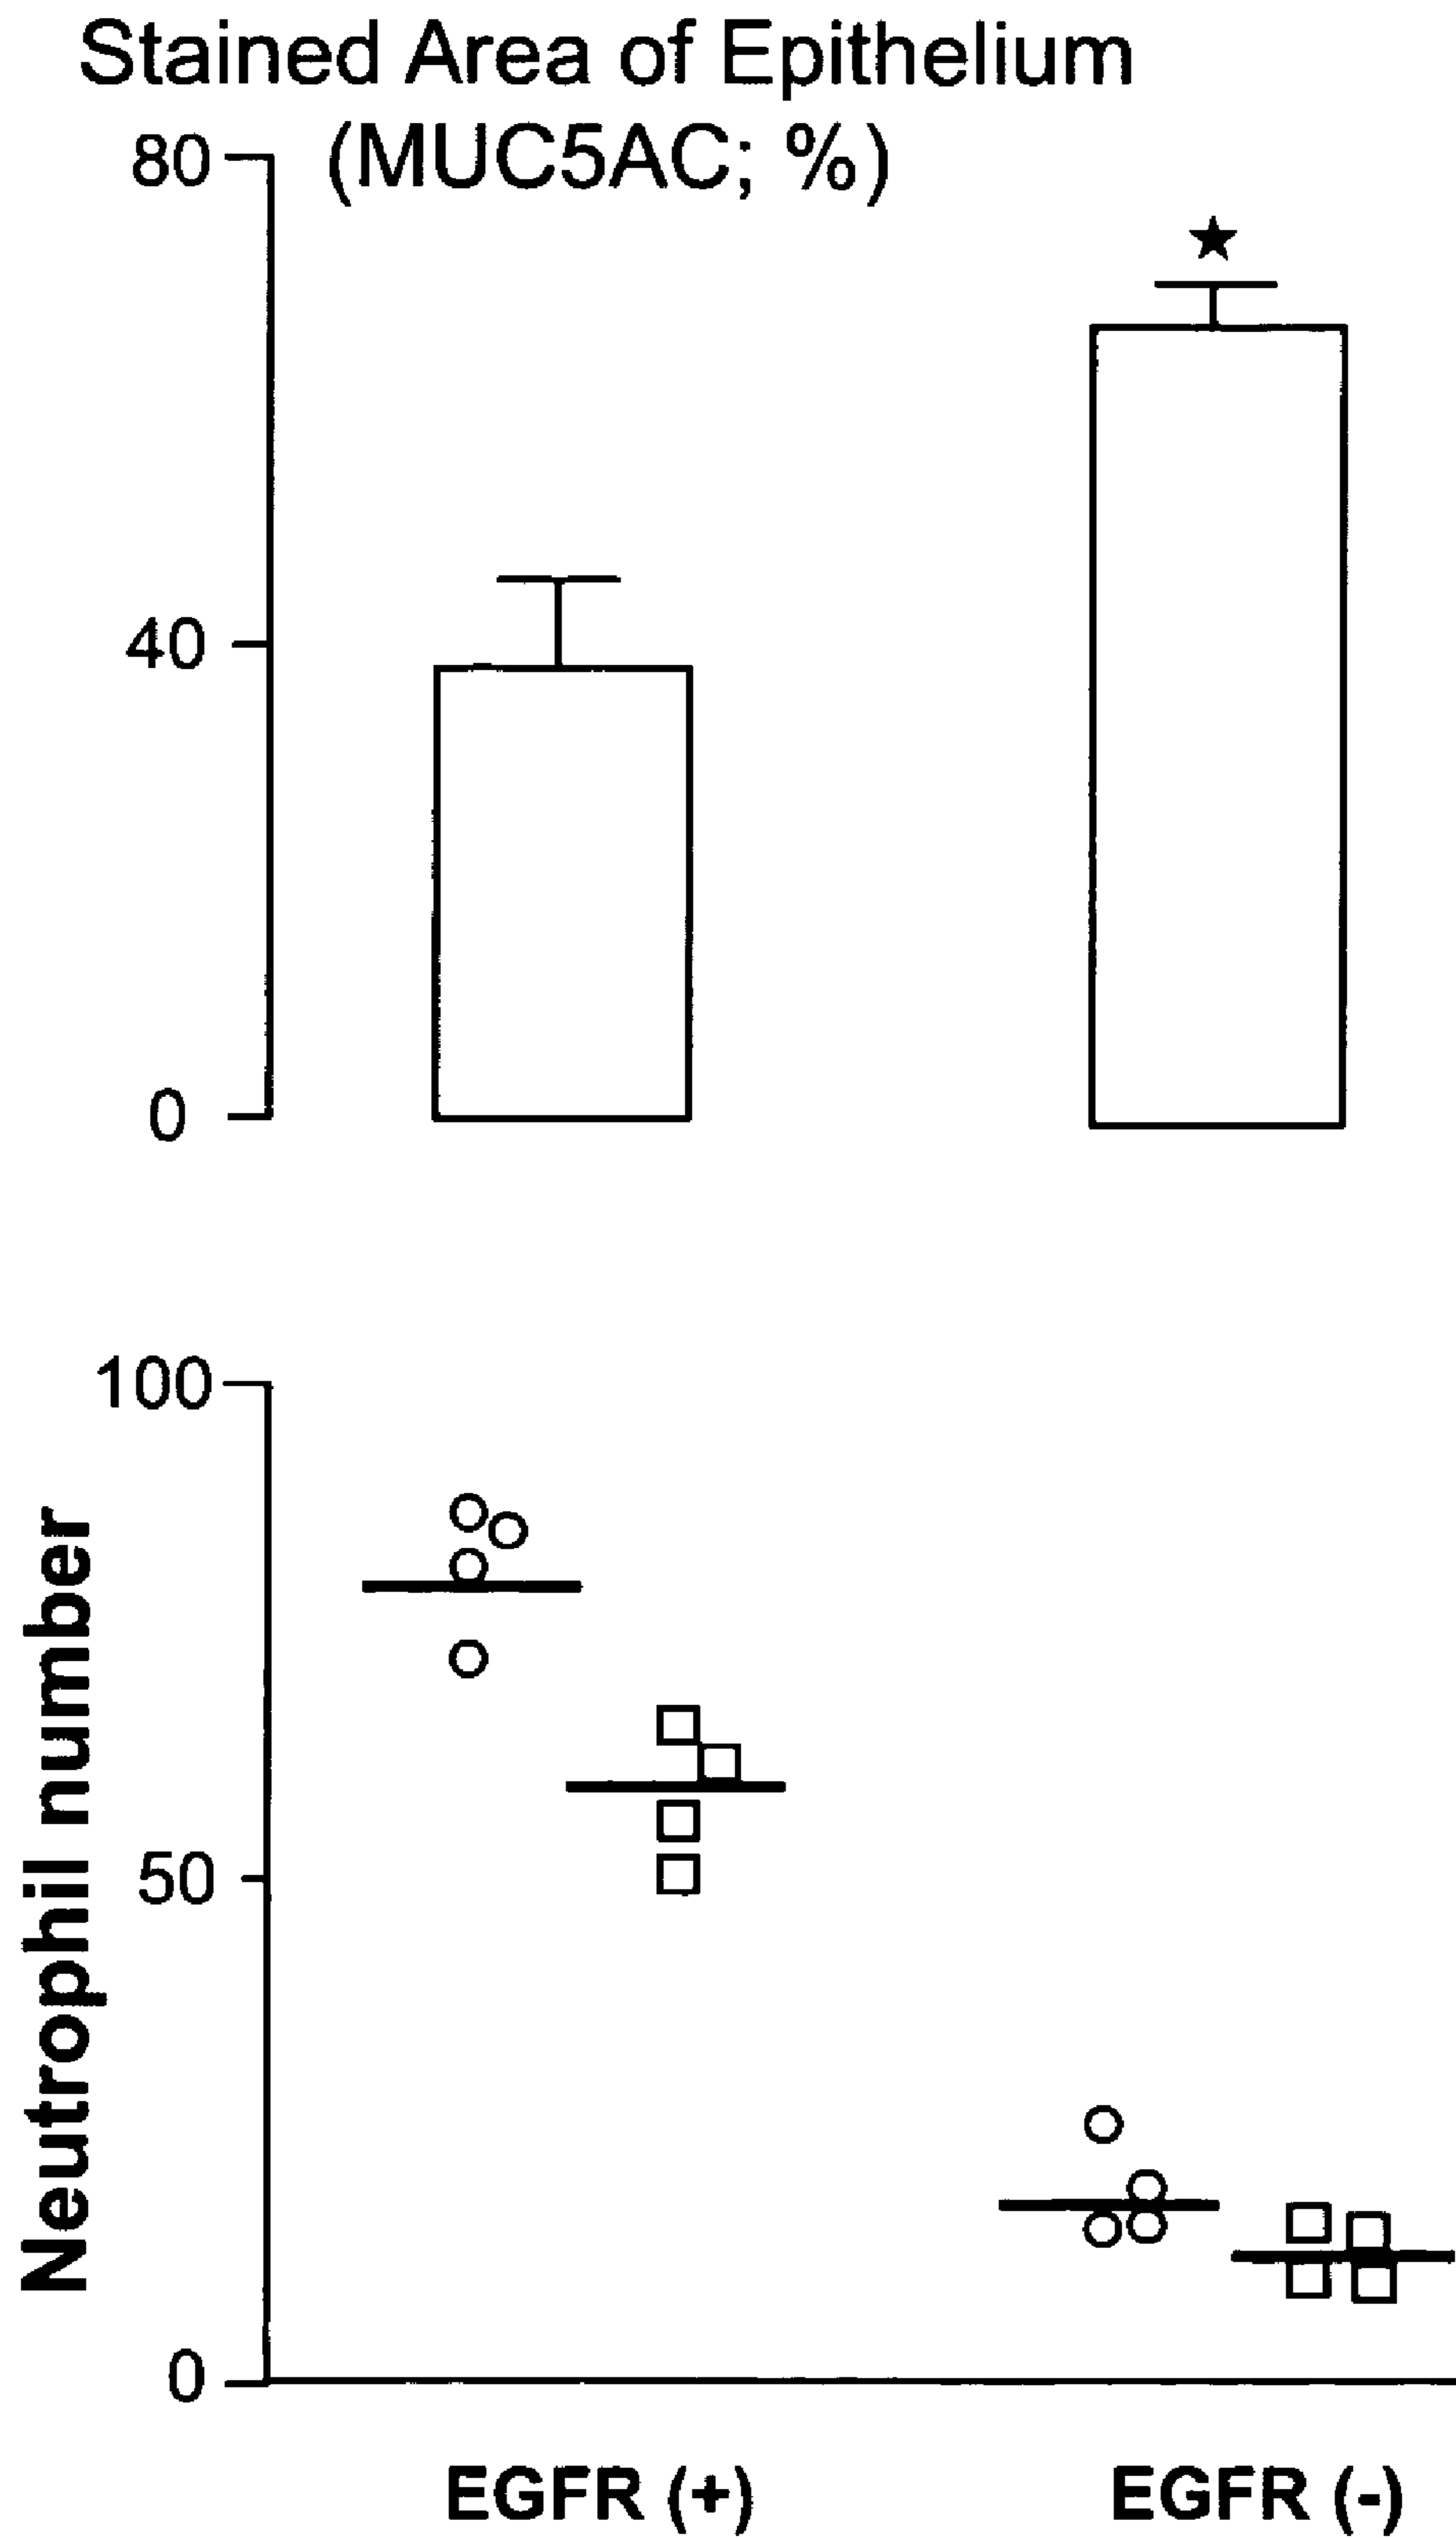 Stained Area of Epithelium
(MUC5AC; %)
80
40
0
100
50
0
Neutrophil number
EGFR (+)
EGFR (-)